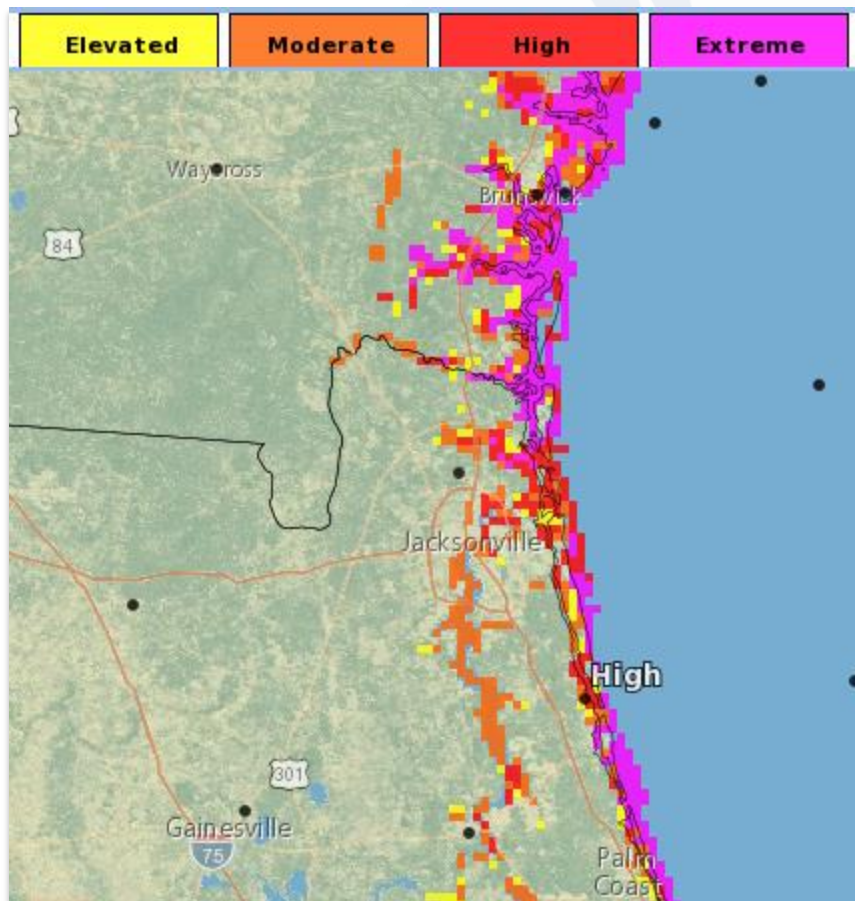 Elevated Moderate High Extreme
Waycross
Brunswick
84
Jacksonville
High
301
Gainesville
75
Palm
Coast